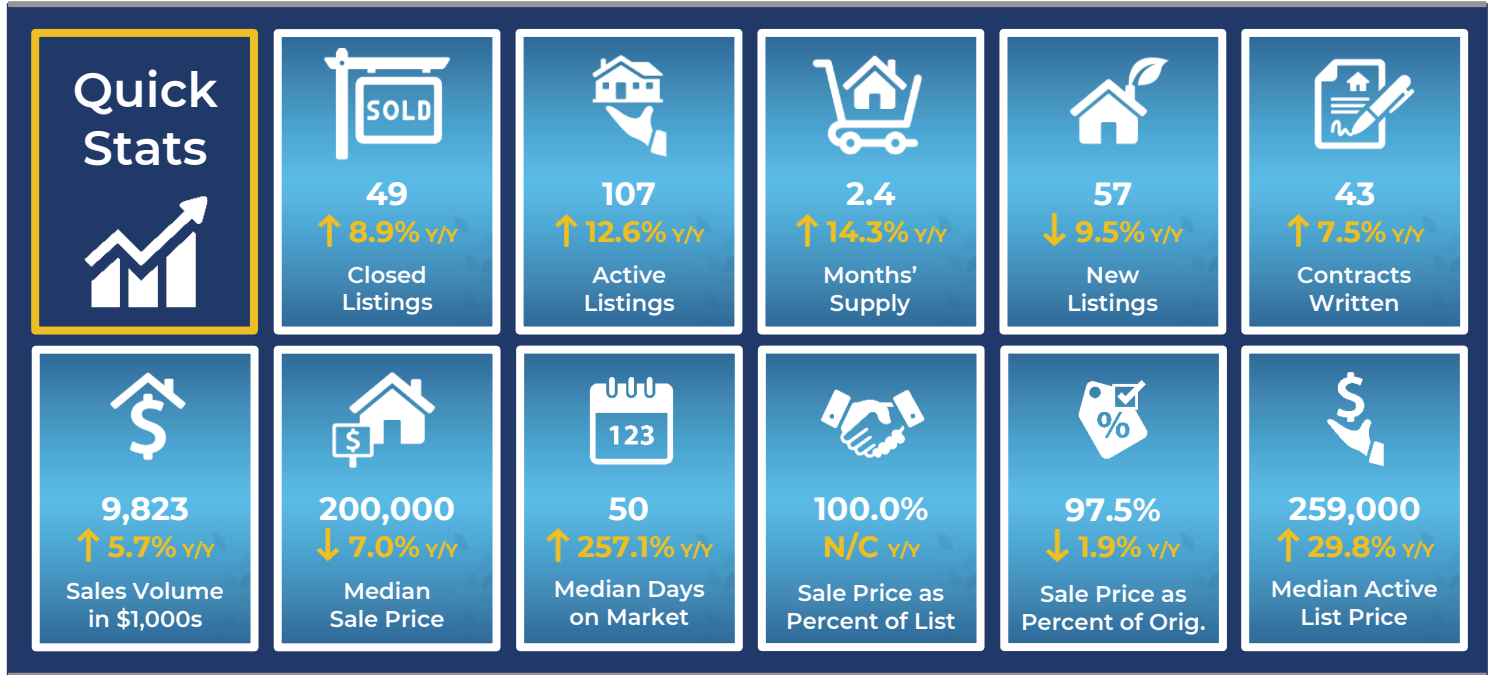 Quick
Stats
SOLD
49
↑ 8.9% Y/Y
Closed
Listings
107
↑ 12.6% Y/Y
Active
Listings
2.4
↑ 14.3% Y/Y
Months’
Supply
57
↓ 9.5% Y/Y
New
Listings
43
↑ 7.5% Y/Y
Contracts
Written
$
9,823
↑ 5.7% Y/Y
Sales Volume
in $1,000s
$
200,000
↓ 7.0% Y/Y
Median
Sale Price
123
50
↑ 257.1% Y/Y
Median Days
on Market
100.0%
N/C Y/Y
Sale Price as
Percent of List
%
97.5%
↓ 1.9% Y/Y
Sale Price as
Percent of Orig.
$
259,000
↑ 29.8% Y/Y
Median Active
List Price